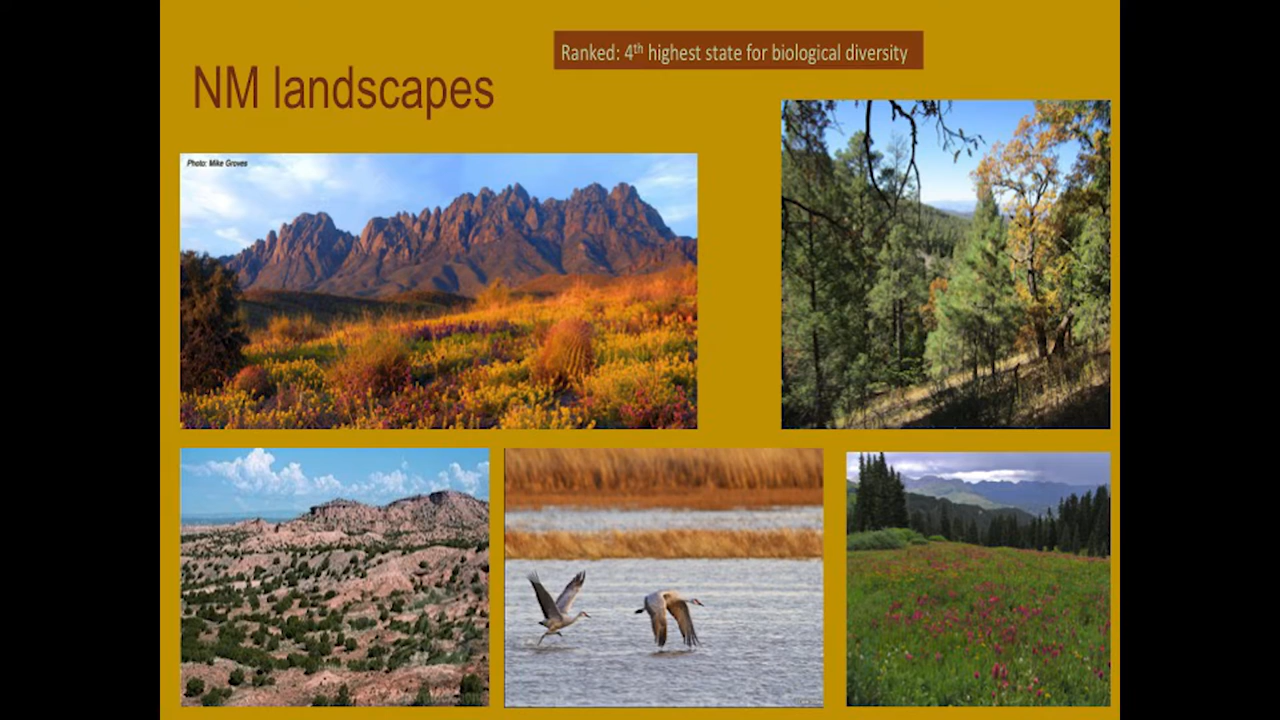 Ranked: 4th highest state for biological diversity
NM landscapes
Photo: Mike Groves